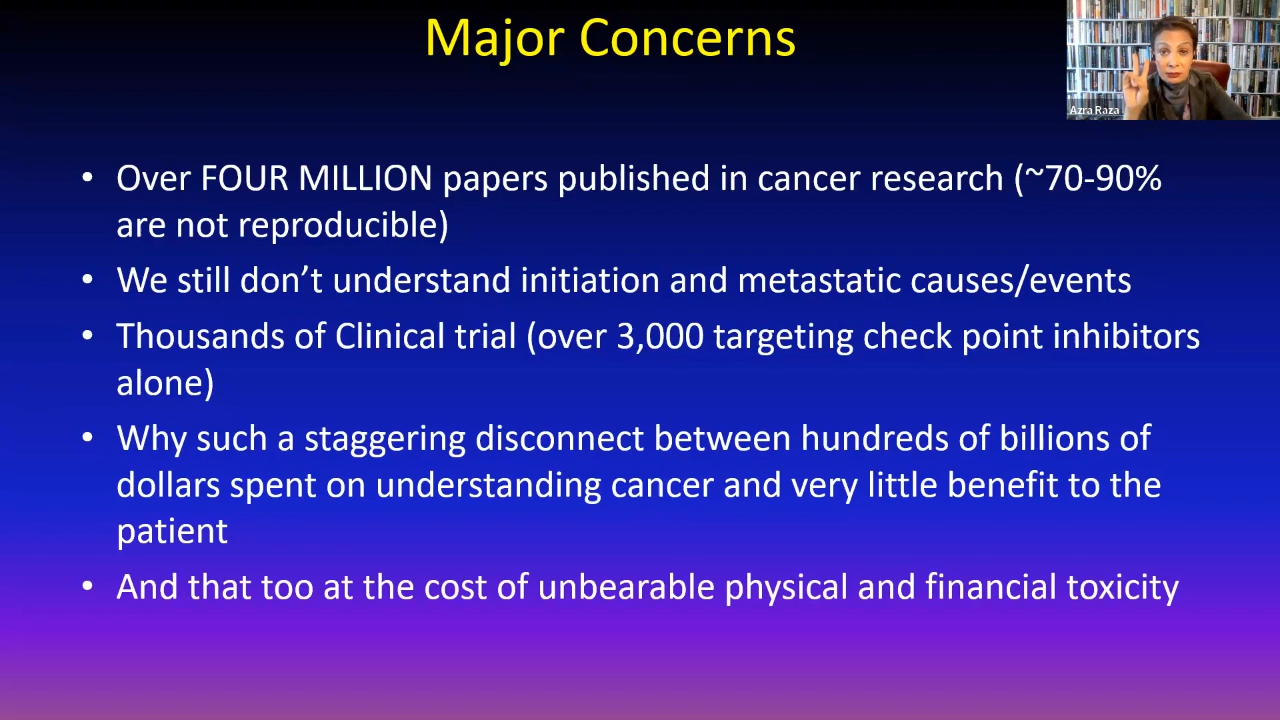 Major Concerns
Azra Raza
• Over FOUR MILLION papers published in cancer research (~70-90%
are not reproducible)
• We still don’t understand initiation and metastatic causes/events
• Thousands of Clinical trial (over 3,000 targeting check point inhibitors
alone)
• Why such a staggering disconnect between hundreds of billions of
dollars spent on understanding cancer and very little benefit to the
patient
• And that too at the cost of unbearable physical and financial toxicity